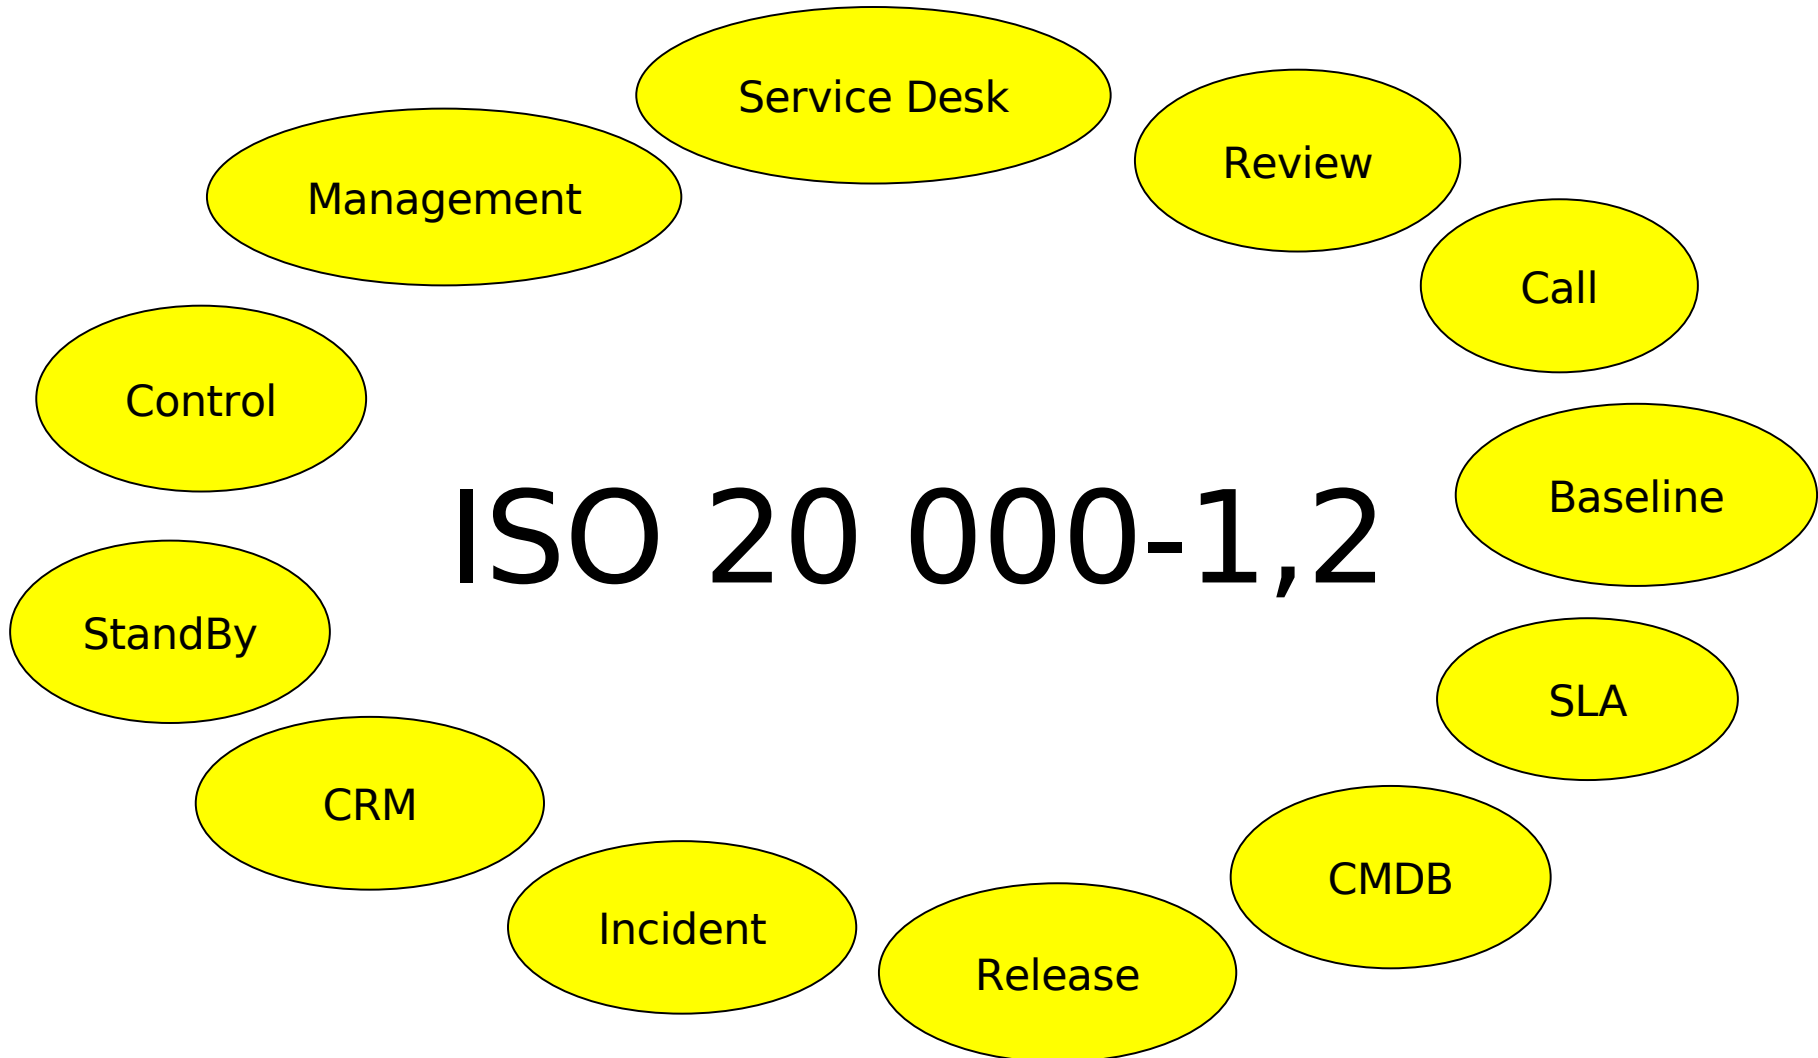 Service Desk
Review
Management
Call
Control
Baseline
ISO 20 000-1,2
StandBy
SLA
CRM
CMDB
Incident
Release